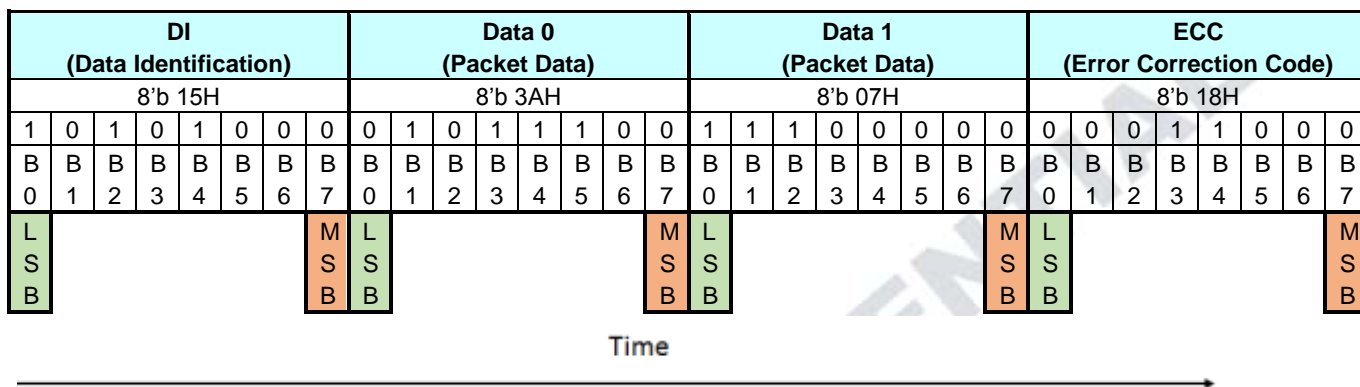 DI Data 0 Data 1 ECC
(Data Identification) (Packet Data) (Packet Data) (Error Correction Code)
8'b 15H 8'b 3AH 8'b 07H 8'b 18H
1 0 1 0 1 0 0 0 0 1 0 1 1 1 0 0 1 1 1 0 0 0 0 0 0 0 0 1 1 0 0 0
B B B B B B B B B B B B B B B B B B B B B B B B B B B B B B B B
0 1 2 3 4 5 6 7 0 1 2 3 4 5 6 7 0 1 2 3 4 5 6 7 0 1 2 3 4 5 6 7
L M L M L M L M
S S S S S S S S
B B B B B B B B
Time